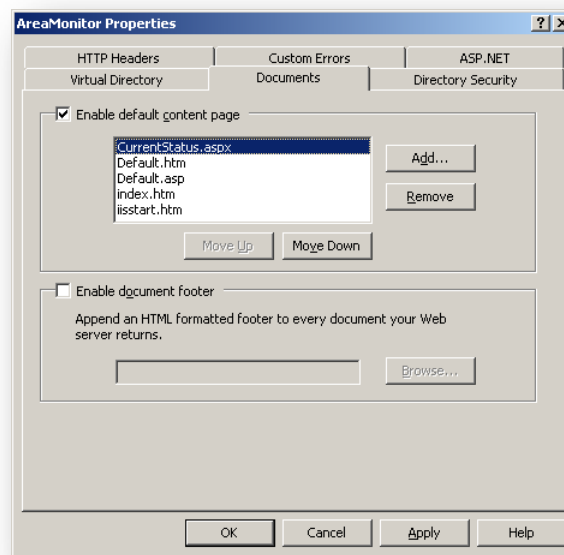 AreaMonitor Properties
HTTP Headers Custom Errors ASP.NET
Virtual Directory Documents Directory Security
Enable default content page
CurrentStatus.aspx
Default.htm
Default.asp
index.htm
iisstart.htm
Add...
Remove
Move Up Move Down
Enable document footer
Append an HTML formatted footer to every document your Web
server returns.
Browse...
OK Cancel Apply Help